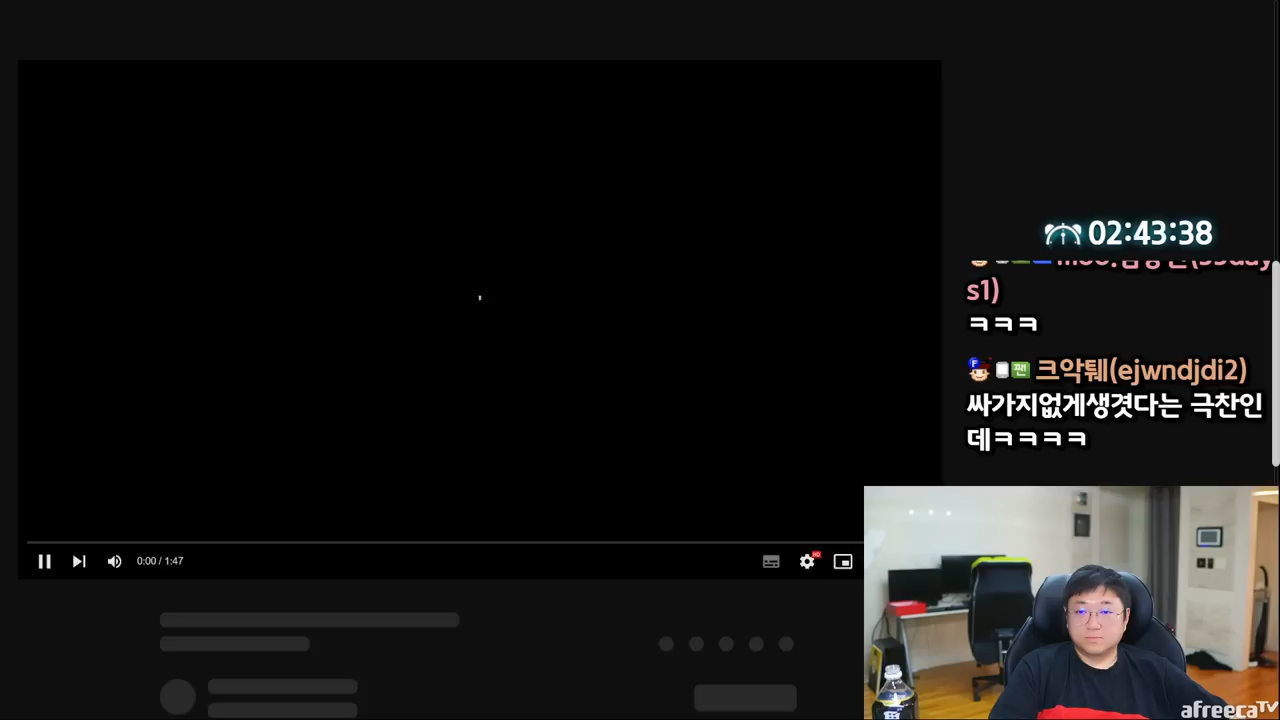 02:43:38
s1)
ㅋㅋㅋ
크악퉤(ejwndjdi2)
싸가지없게생겻다는 극찬인
데ㅋㅋㅋㅋ
0:00 / 1:47
HD
afreecaTV